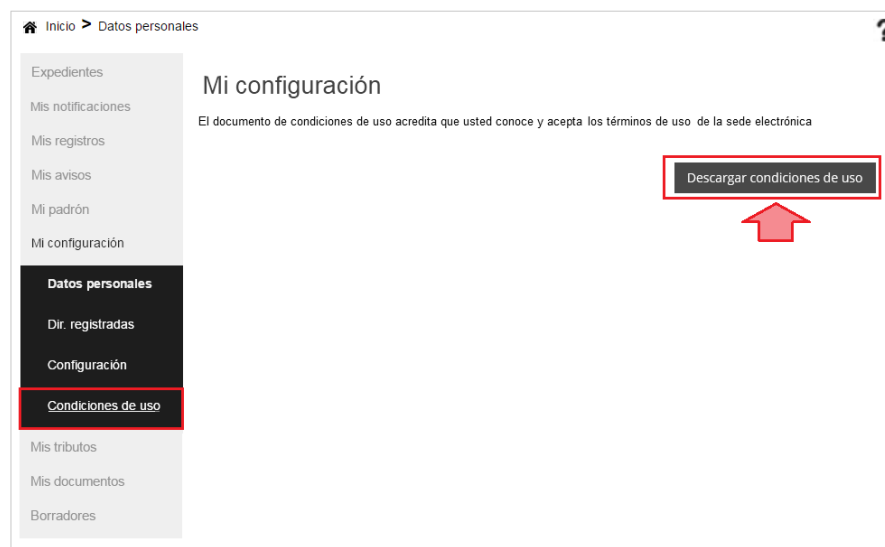 Inicio > Datos personales
?
Expedientes
Mis notificaciones
Mis registros
Mis avisos
Mi padrón
Mi configuración
Datos personales
Dir. registradas
Configuración
Condiciones de uso
Mis tributos
Mis documentos
Borradores
Mi configuración
El documento de condiciones de uso acredita que usted conoce y acepta los términos de uso de la sede electrónica
Descargar condiciones de uso